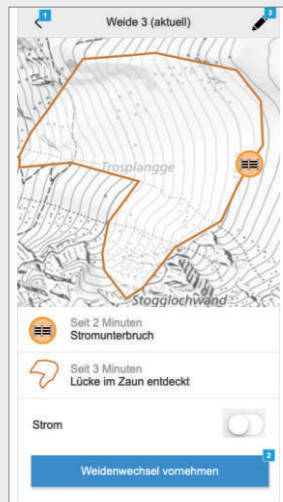 1
Weide 3 (aktuell)
3
Trosplangge
Stogglochwand
Seit 2 Minuten
Stromunterbruch
Seit 3 Minuten
Lücke im Zaun entdeckt
Strom
2
Weidenwechsel vornehmen